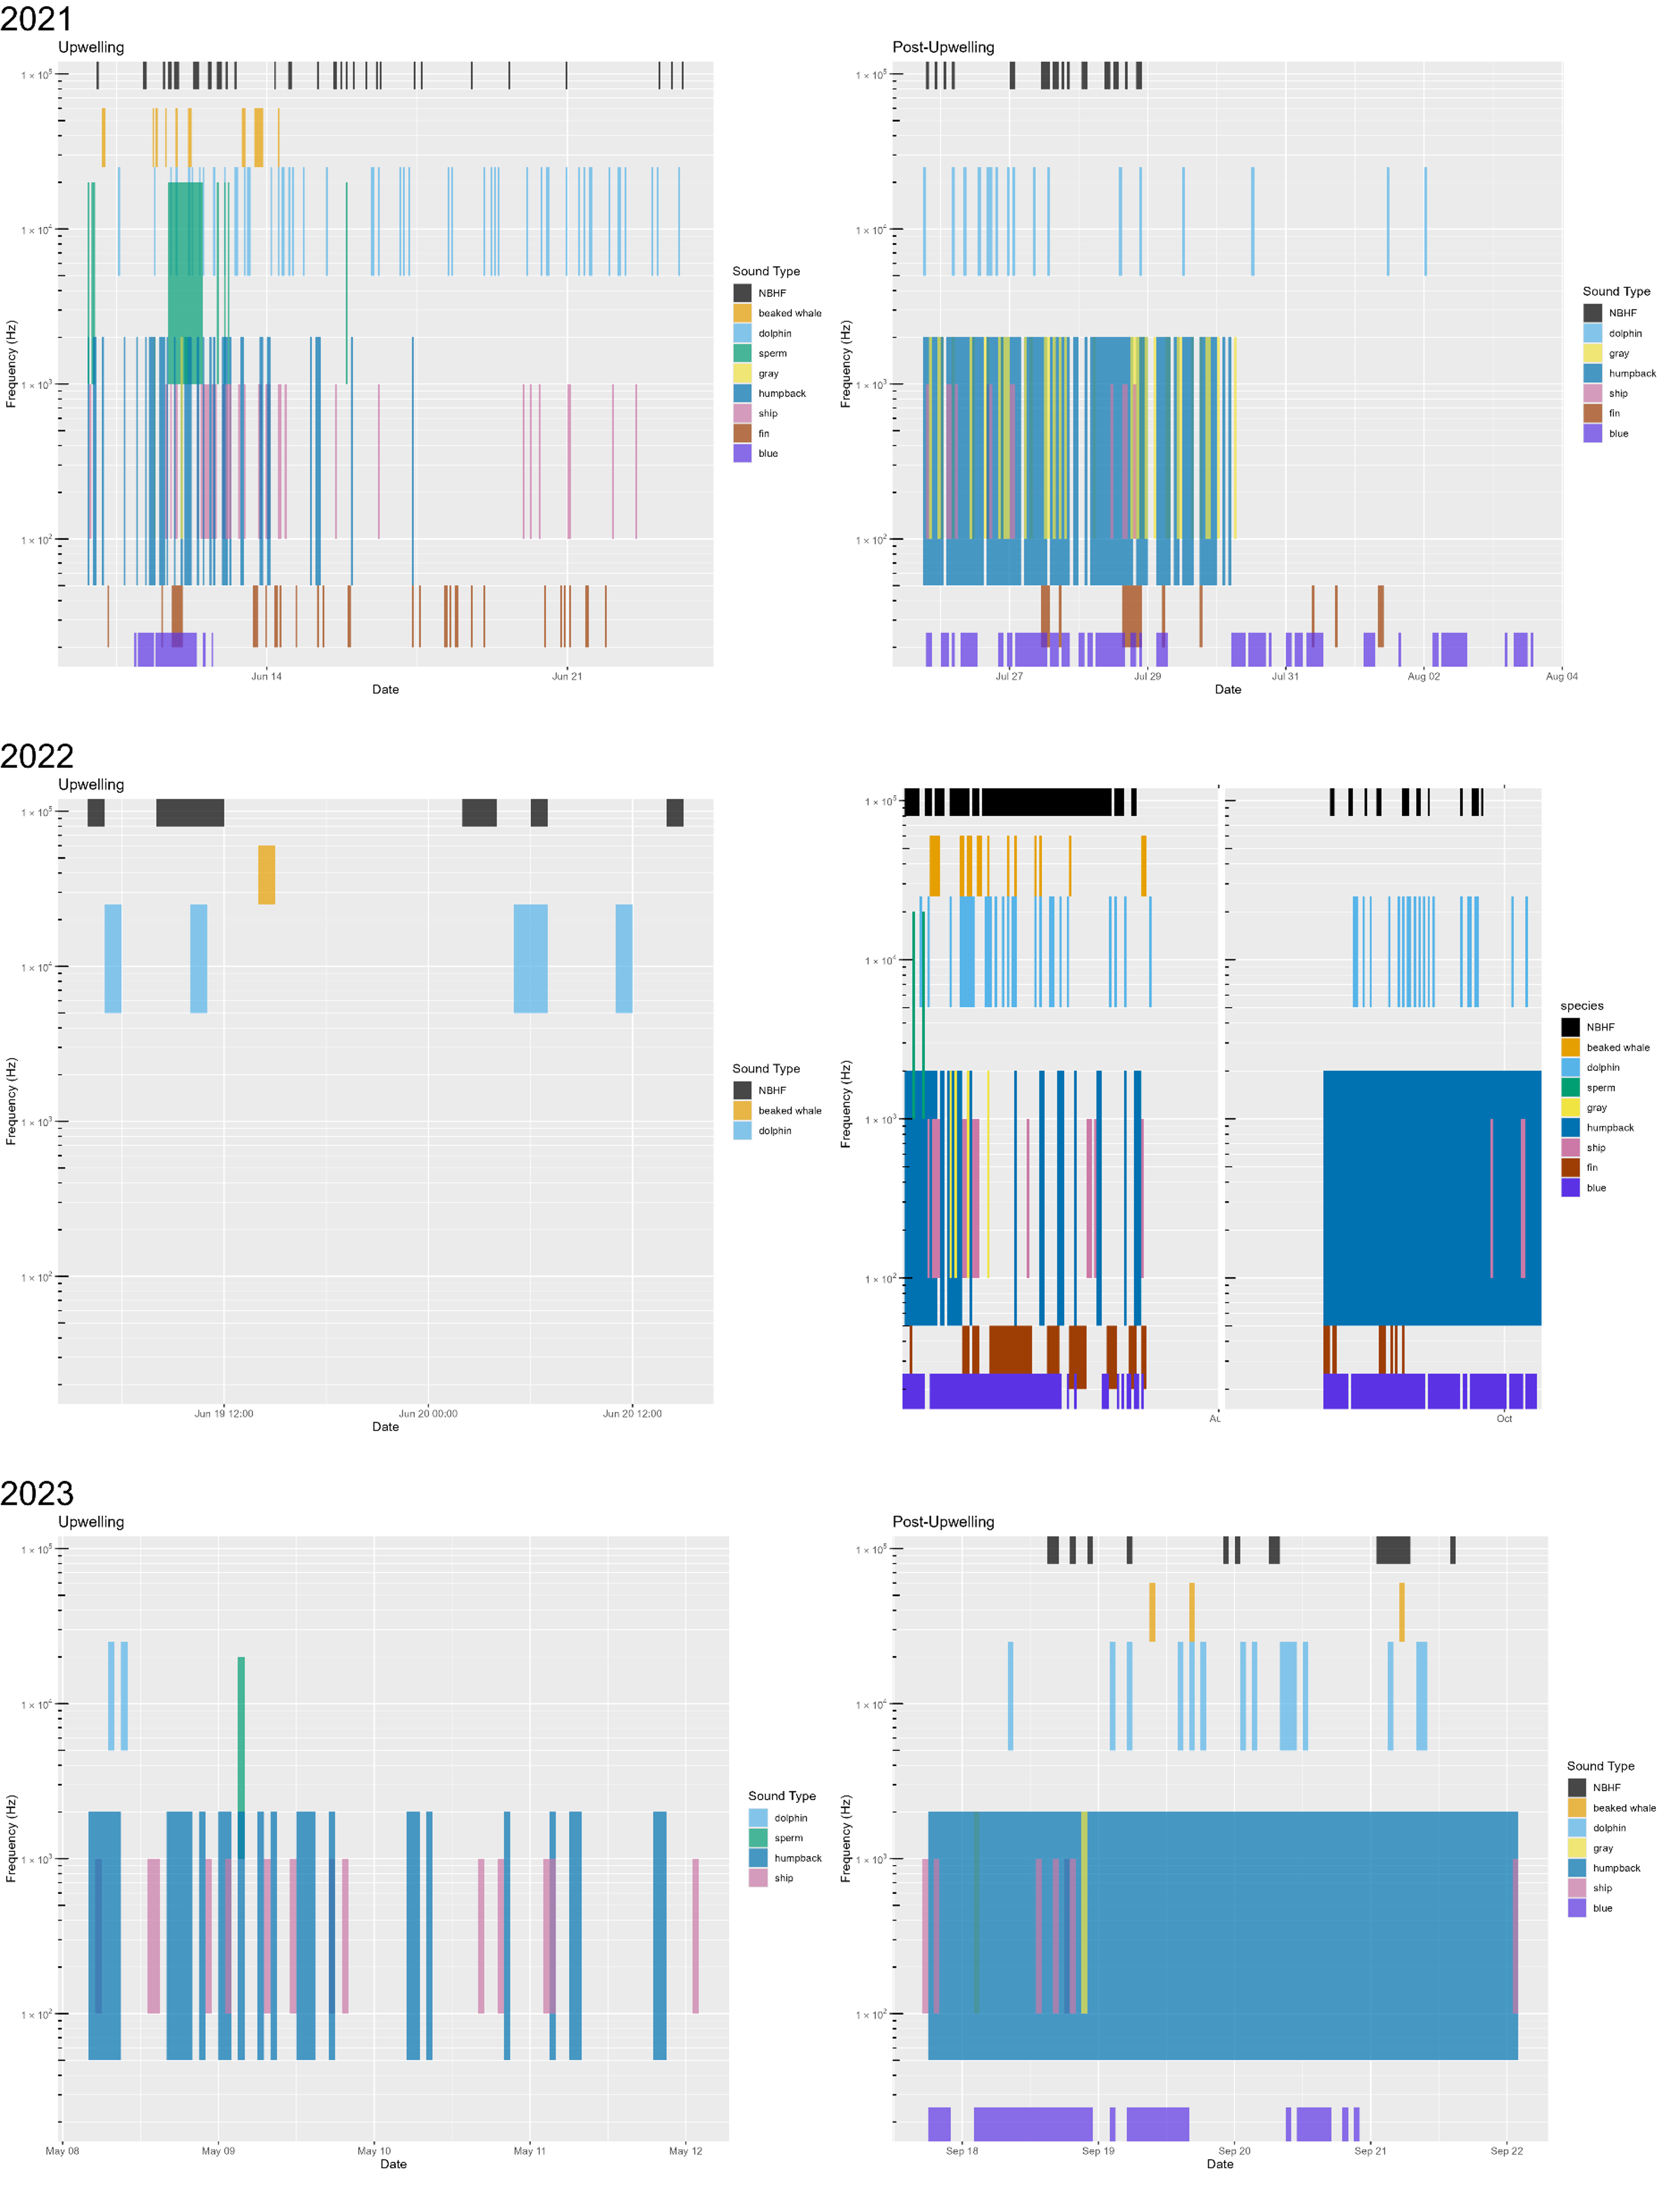 2021
Upwelling
1 × 10⁵
1 × 10⁴
1 × 10³
1 × 10²
Frequency (Hz)
Jun 14
Jun 21
Date
Sound Type
NBHF
beaked whale
dolphin
sperm
gray
humpback
ship
fin
blue
Post-Upwelling
1 × 10⁵
1 × 10⁴
1 × 10³
1 × 10²
Frequency (Hz)
Jul 27
Jul 29
Jul 31
Aug 02
Aug 04
Date
Sound Type
NBHF
dolphin
gray
humpback
ship
fin
blue
2022
Upwelling
1 × 10⁵
1 × 10⁴
1 × 10³
1 × 10²
Frequency (Hz)
Jun 19 12:00
Jun 20 00:00
Jun 20 12:00
Date
Sound Type
NBHF
beaked whale
dolphin
1 × 10⁵
1 × 10⁴
1 × 10³
1 × 10²
Frequency (Hz)
Au
Oct
species
NBHF
beaked whale
dolphin
sperm
gray
humpback
ship
fin
blue
2023
Upwelling
1 × 10⁵
1 × 10⁴
1 × 10³
1 × 10²
Frequency (Hz)
May 08
May 09
May 10
May 11
May 12
Date
Sound Type
dolphin
sperm
humpback
ship
Post-Upwelling
1 × 10⁵
1 × 10⁴
1 × 10³
1 × 10²
Frequency (Hz)
Sep 18
Sep 19
Sep 20
Sep 21
Sep 22
Date
Sound Type
NBHF
beaked whale
dolphin
gray
humpback
ship
blue